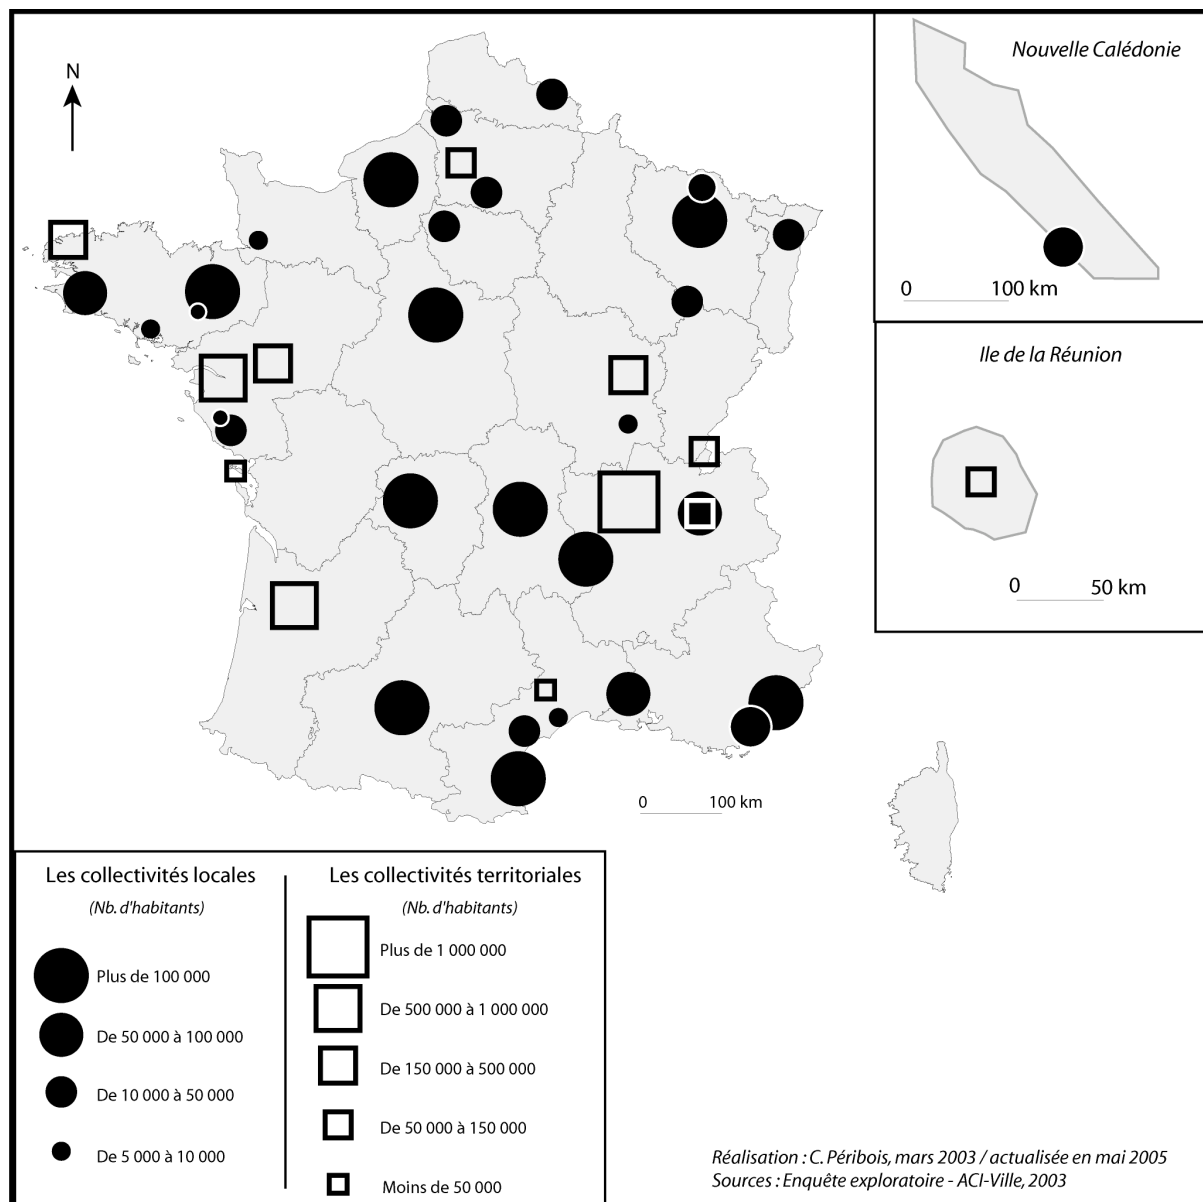 N
Nouvelle Calédonie
0 100 km
Ile de la Réunion
0 50 km
0 100 km
Les collectivités locales
(Nb. d'habitants)
Plus de 100 000
De 50 000 à 100 000
De 10 000 à 50 000
De 5 000 à 10 000
Les collectivités territoriales
(Nb. d'habitants)
Plus de 1 000 000
De 500 000 à 1 000 000
De 150 000 à 500 000
De 50 000 à 150 000
Moins de 50 000
Réalisation : C. Péribois, mars 2003 / actualisée en mai 2005
Sources : Enquête exploratoire - ACI-Ville, 2003